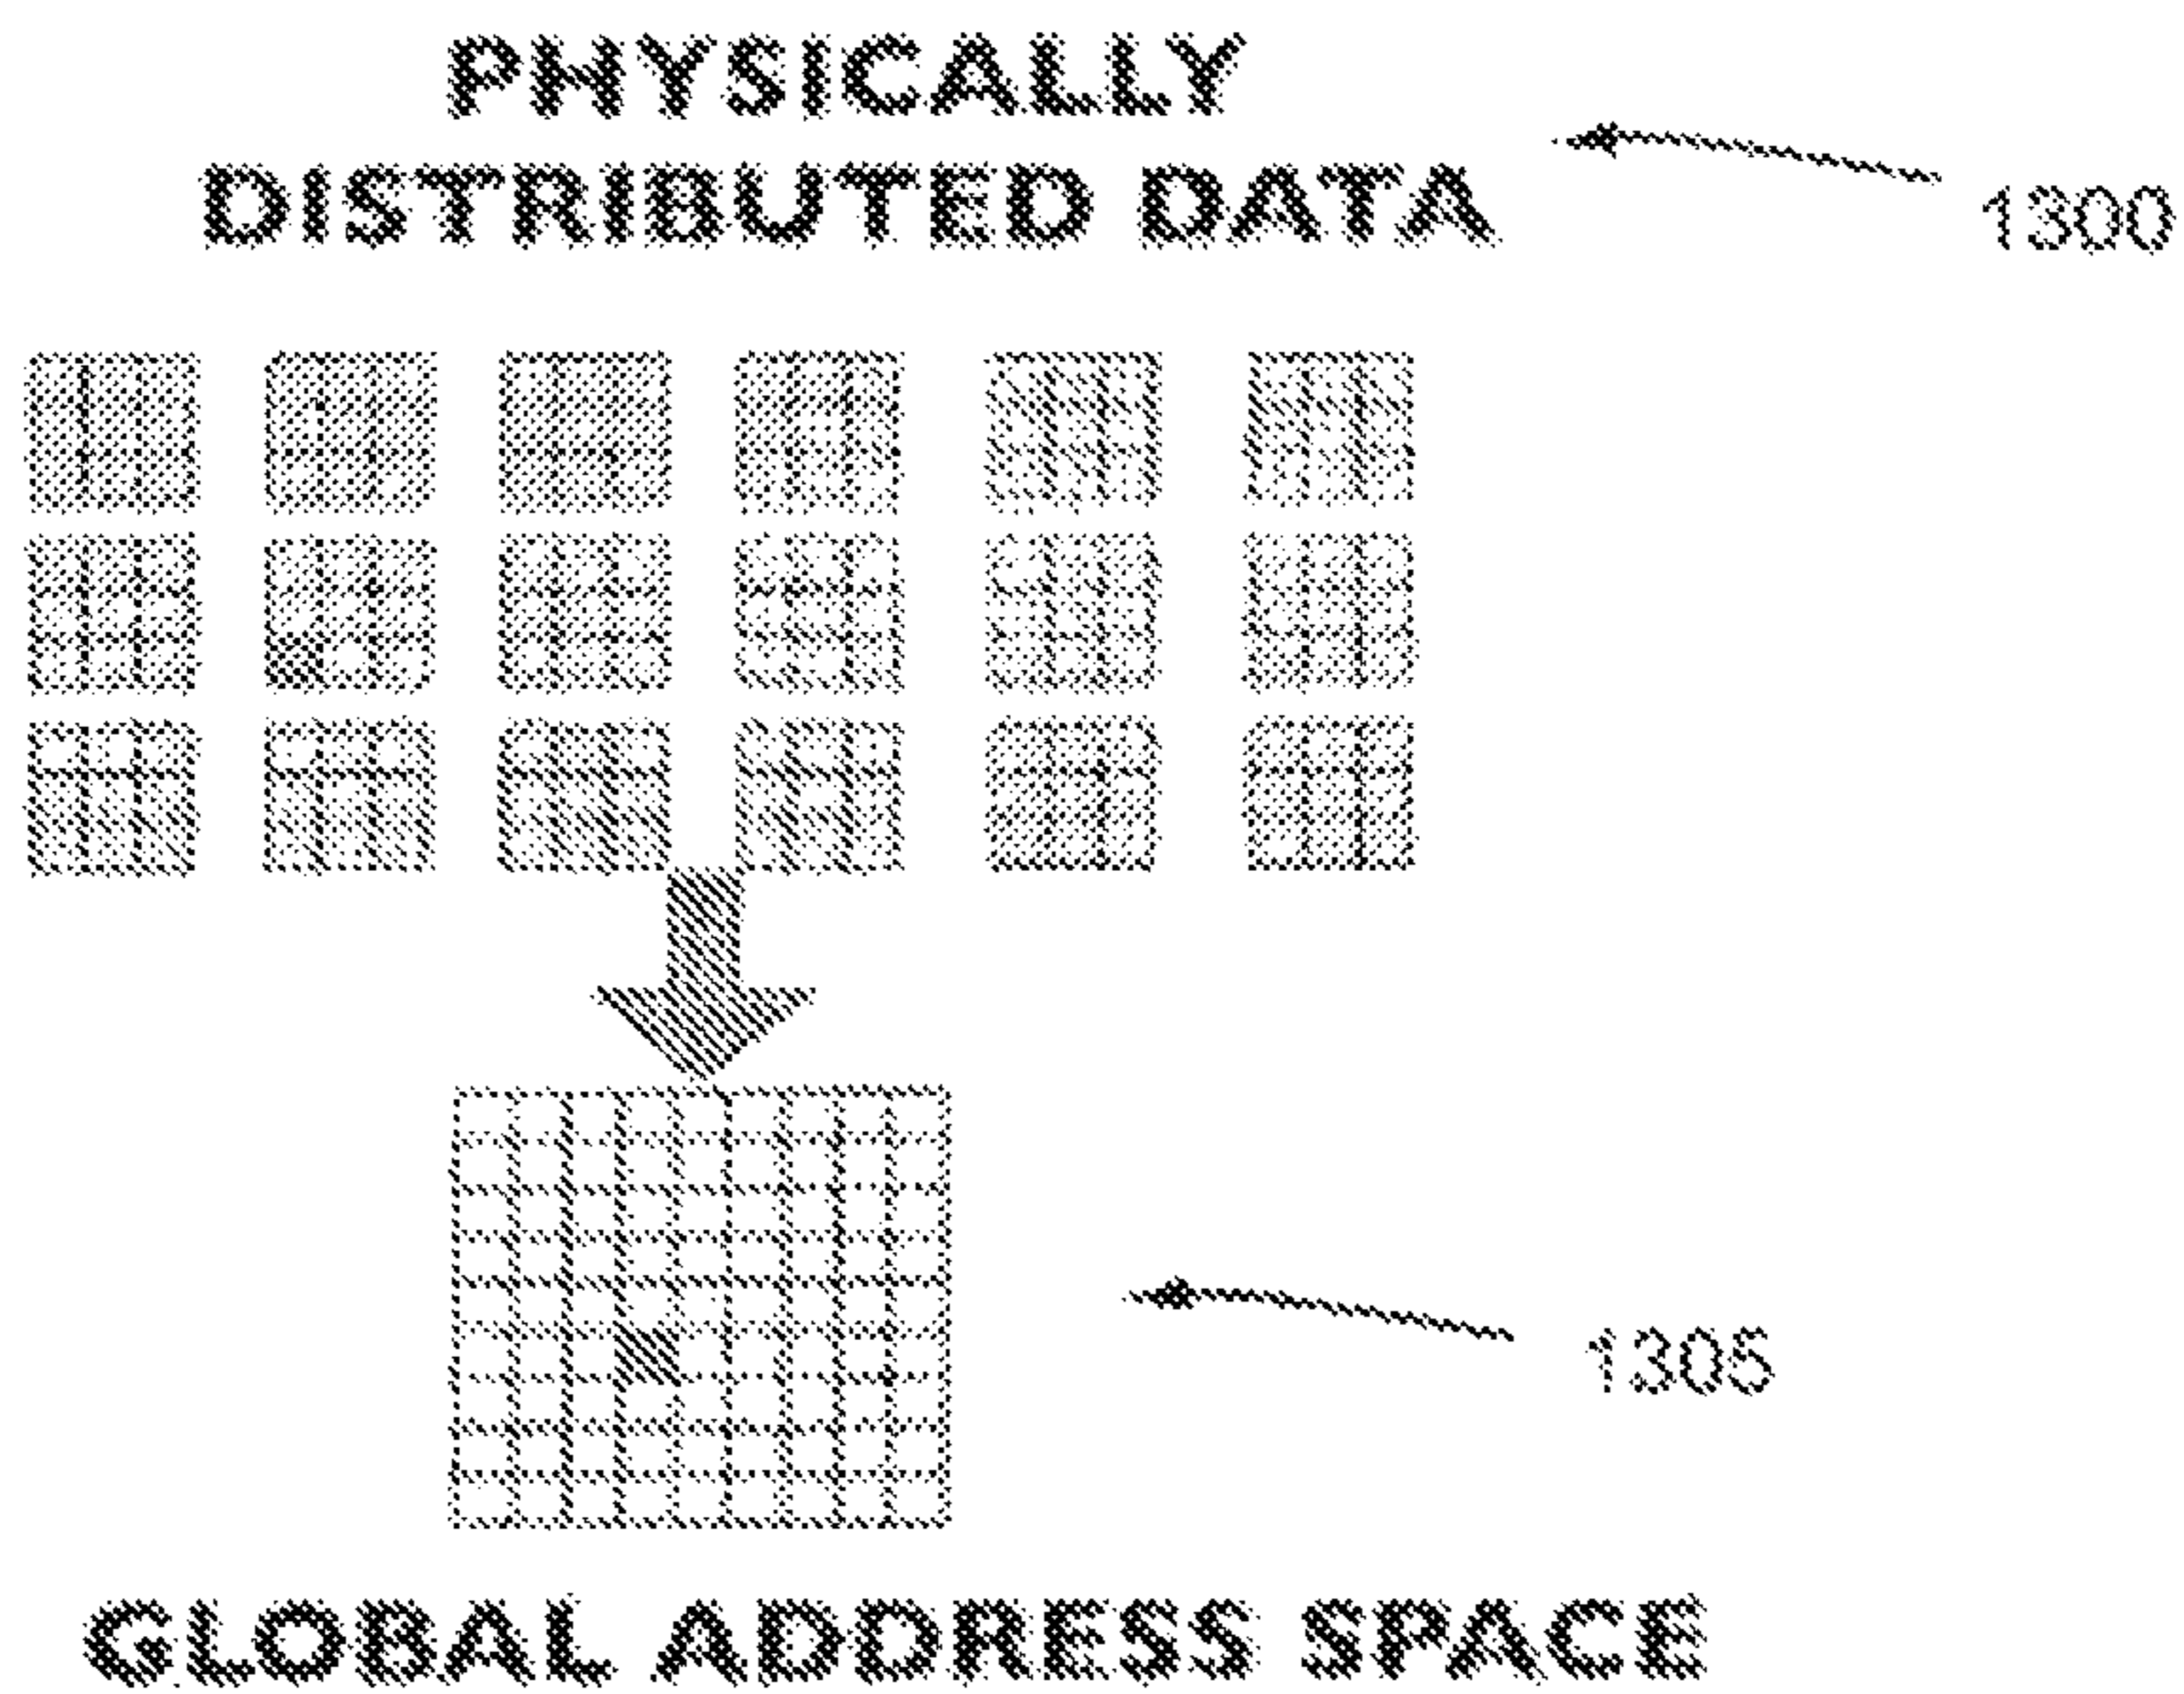 PHYSICALLY
DISTRIBUTED DATA
1300
1305
GLOBAL ADDRESS SPACE